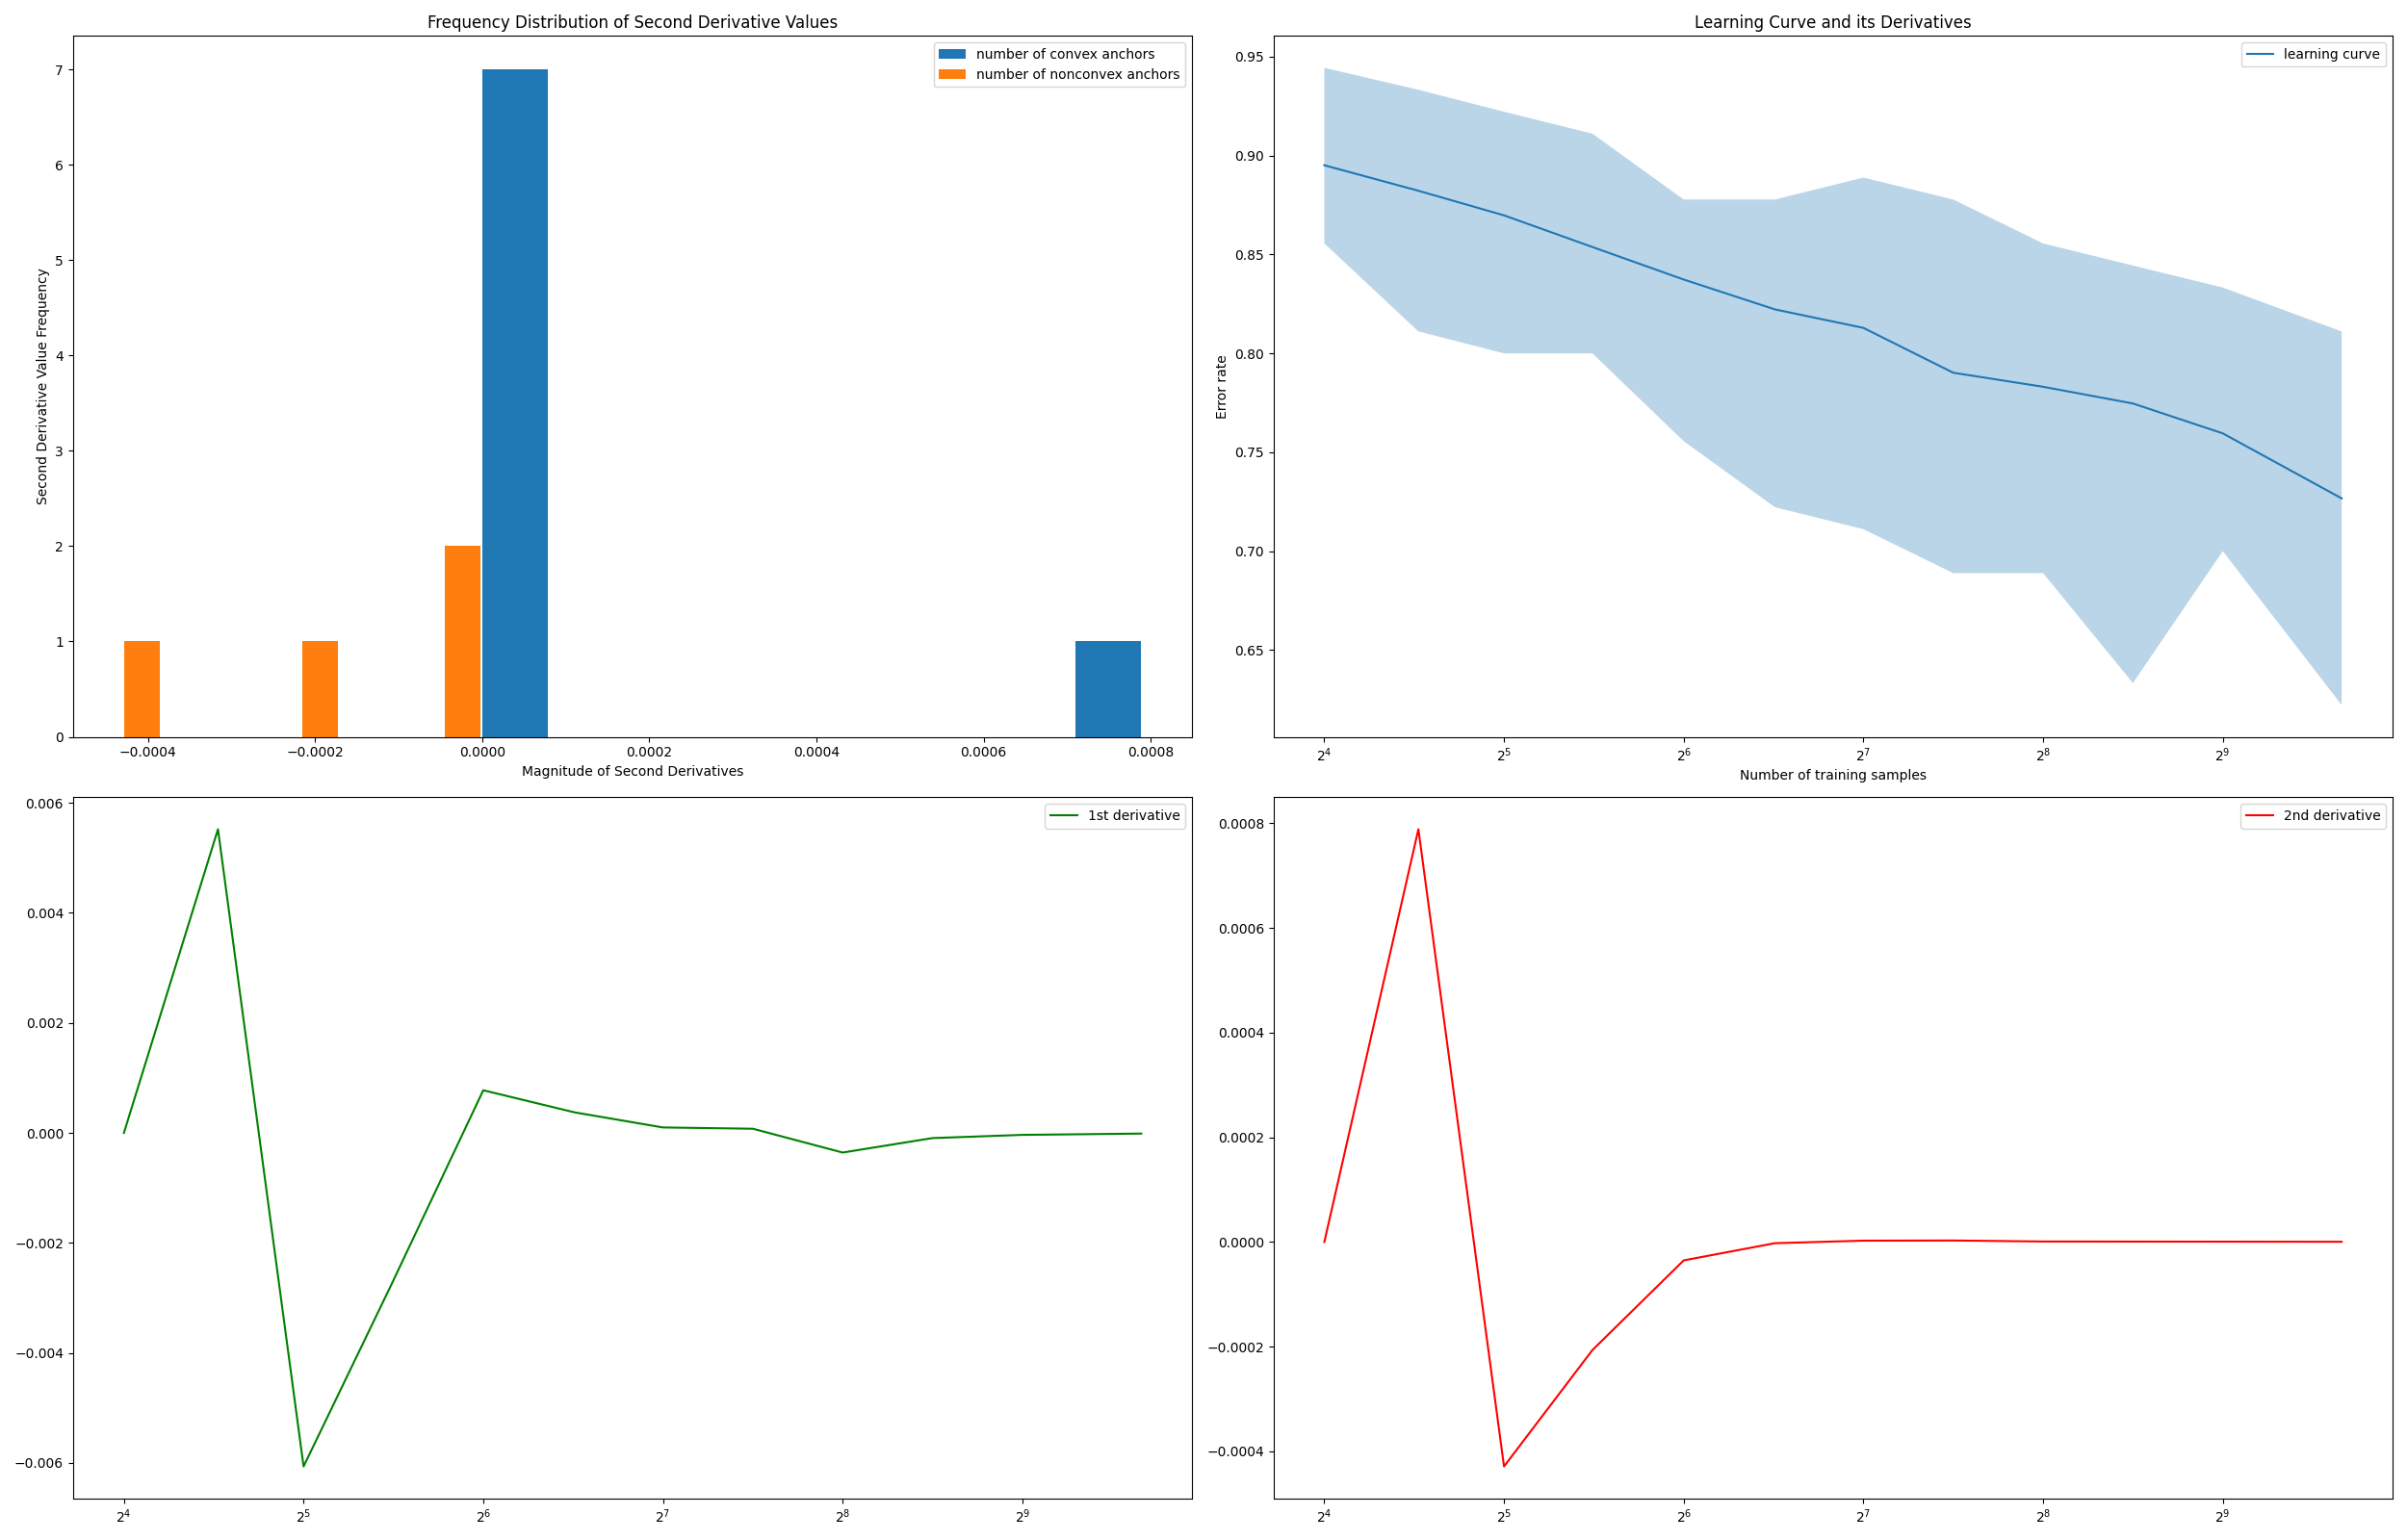 Frequency Distribution of Second Derivative Values
number of convex anchors
number of nonconvex anchors
Second Derivative Value Frequency
7
6
5
4
3
2
1
0
−0.0004 −0.0002 0.0000 0.0002 0.0004 0.0006 0.0008
Magnitude of Second Derivatives
Learning Curve and its Derivatives
learning curve
Error rate
0.95
0.90
0.85
0.80
0.75
0.70
0.65
2⁴ 2⁵ 2⁶ 2⁷ 2⁸ 2⁹
Number of training samples
1st derivative
0.006
0.004
0.002
0.000
−0.002
−0.004
−0.006
2⁴ 2⁵ 2⁶ 2⁷ 2⁸ 2⁹
2nd derivative
0.0008
0.0006
0.0004
0.0002
0.0000
−0.0002
−0.0004
2⁴ 2⁵ 2⁶ 2⁷ 2⁸ 2⁹